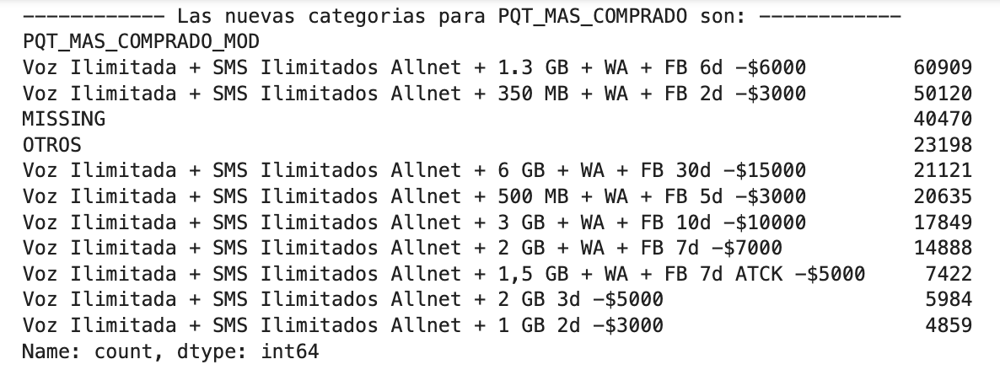 ------------ Las nuevas categorias para PQT_MAS_COMPRADO son: ------------
PQT_MAS_COMPRADO_MOD
Voz Ilimitada + SMS Ilimitados Allnet + 1.3 GB + WA + FB 6d -$6000 60909
Voz Ilimitada + SMS Ilimitados Allnet + 350 MB + WA + FB 2d -$3000 50120
MISSING 40470
OTROS 23198
Voz Ilimitada + SMS Ilimitados Allnet + 6 GB + WA + FB 30d -$15000 21121
Voz Ilimitada + SMS Ilimitados Allnet + 500 MB + WA + FB 5d -$3000 20635
Voz Ilimitada + SMS Ilimitados Allnet + 3 GB + WA + FB 10d -$10000 17849
Voz Ilimitada + SMS Ilimitados Allnet + 2 GB + WA + FB 7d -$7000 14888
Voz Ilimitada + SMS Ilimitados Allnet + 1,5 GB + WA + FB 7d ATCK -$5000 7422
Voz Ilimitada + SMS Ilimitados Allnet + 2 GB 3d -$5000 5984
Voz Ilimitada + SMS Ilimitados Allnet + 1 GB 2d -$3000 4859
Name: count, dtype: int64